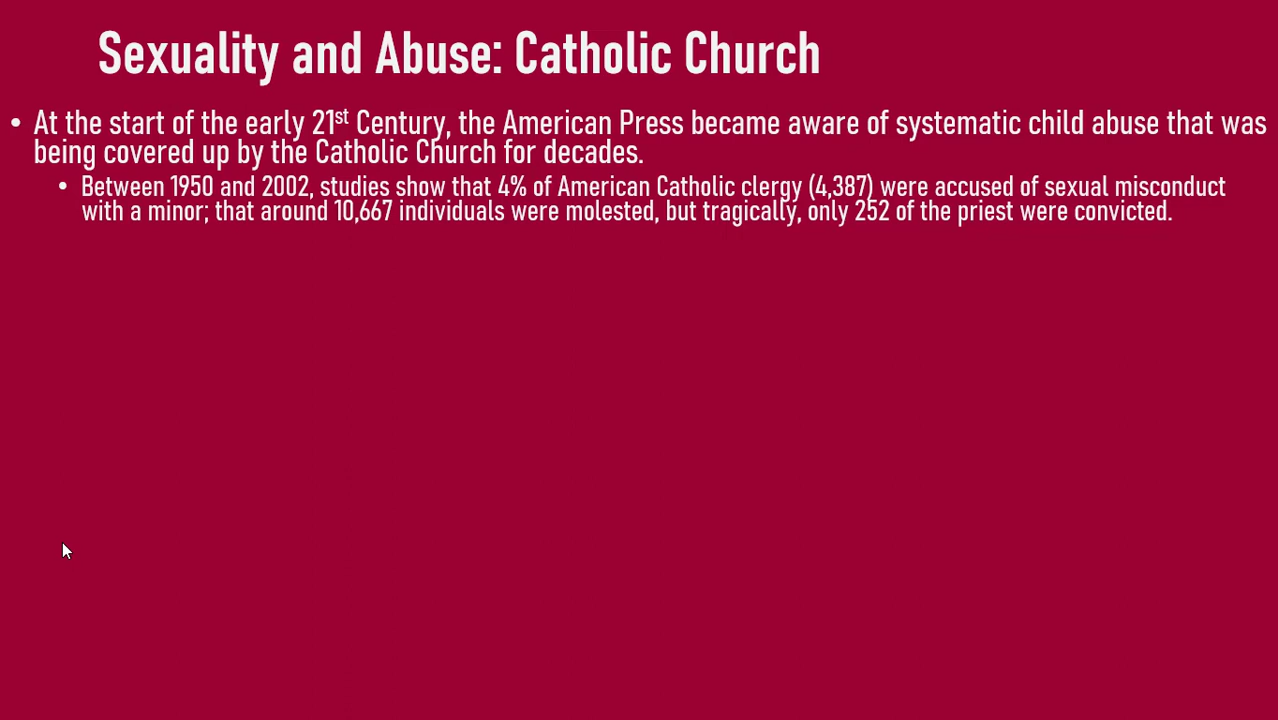 Sexuality and Abuse: Catholic Church
• At the start of the early 21st Century, the American Press became aware of systematic child abuse that was
being covered up by the Catholic Church for decades.
• Between 1950 and 2002, studies show that 4% of American Catholic clergy (4,387) were accused of sexual misconduct
with a minor; that around 10,667 individuals were molested, but tragically, only 252 of the priest were convicted.